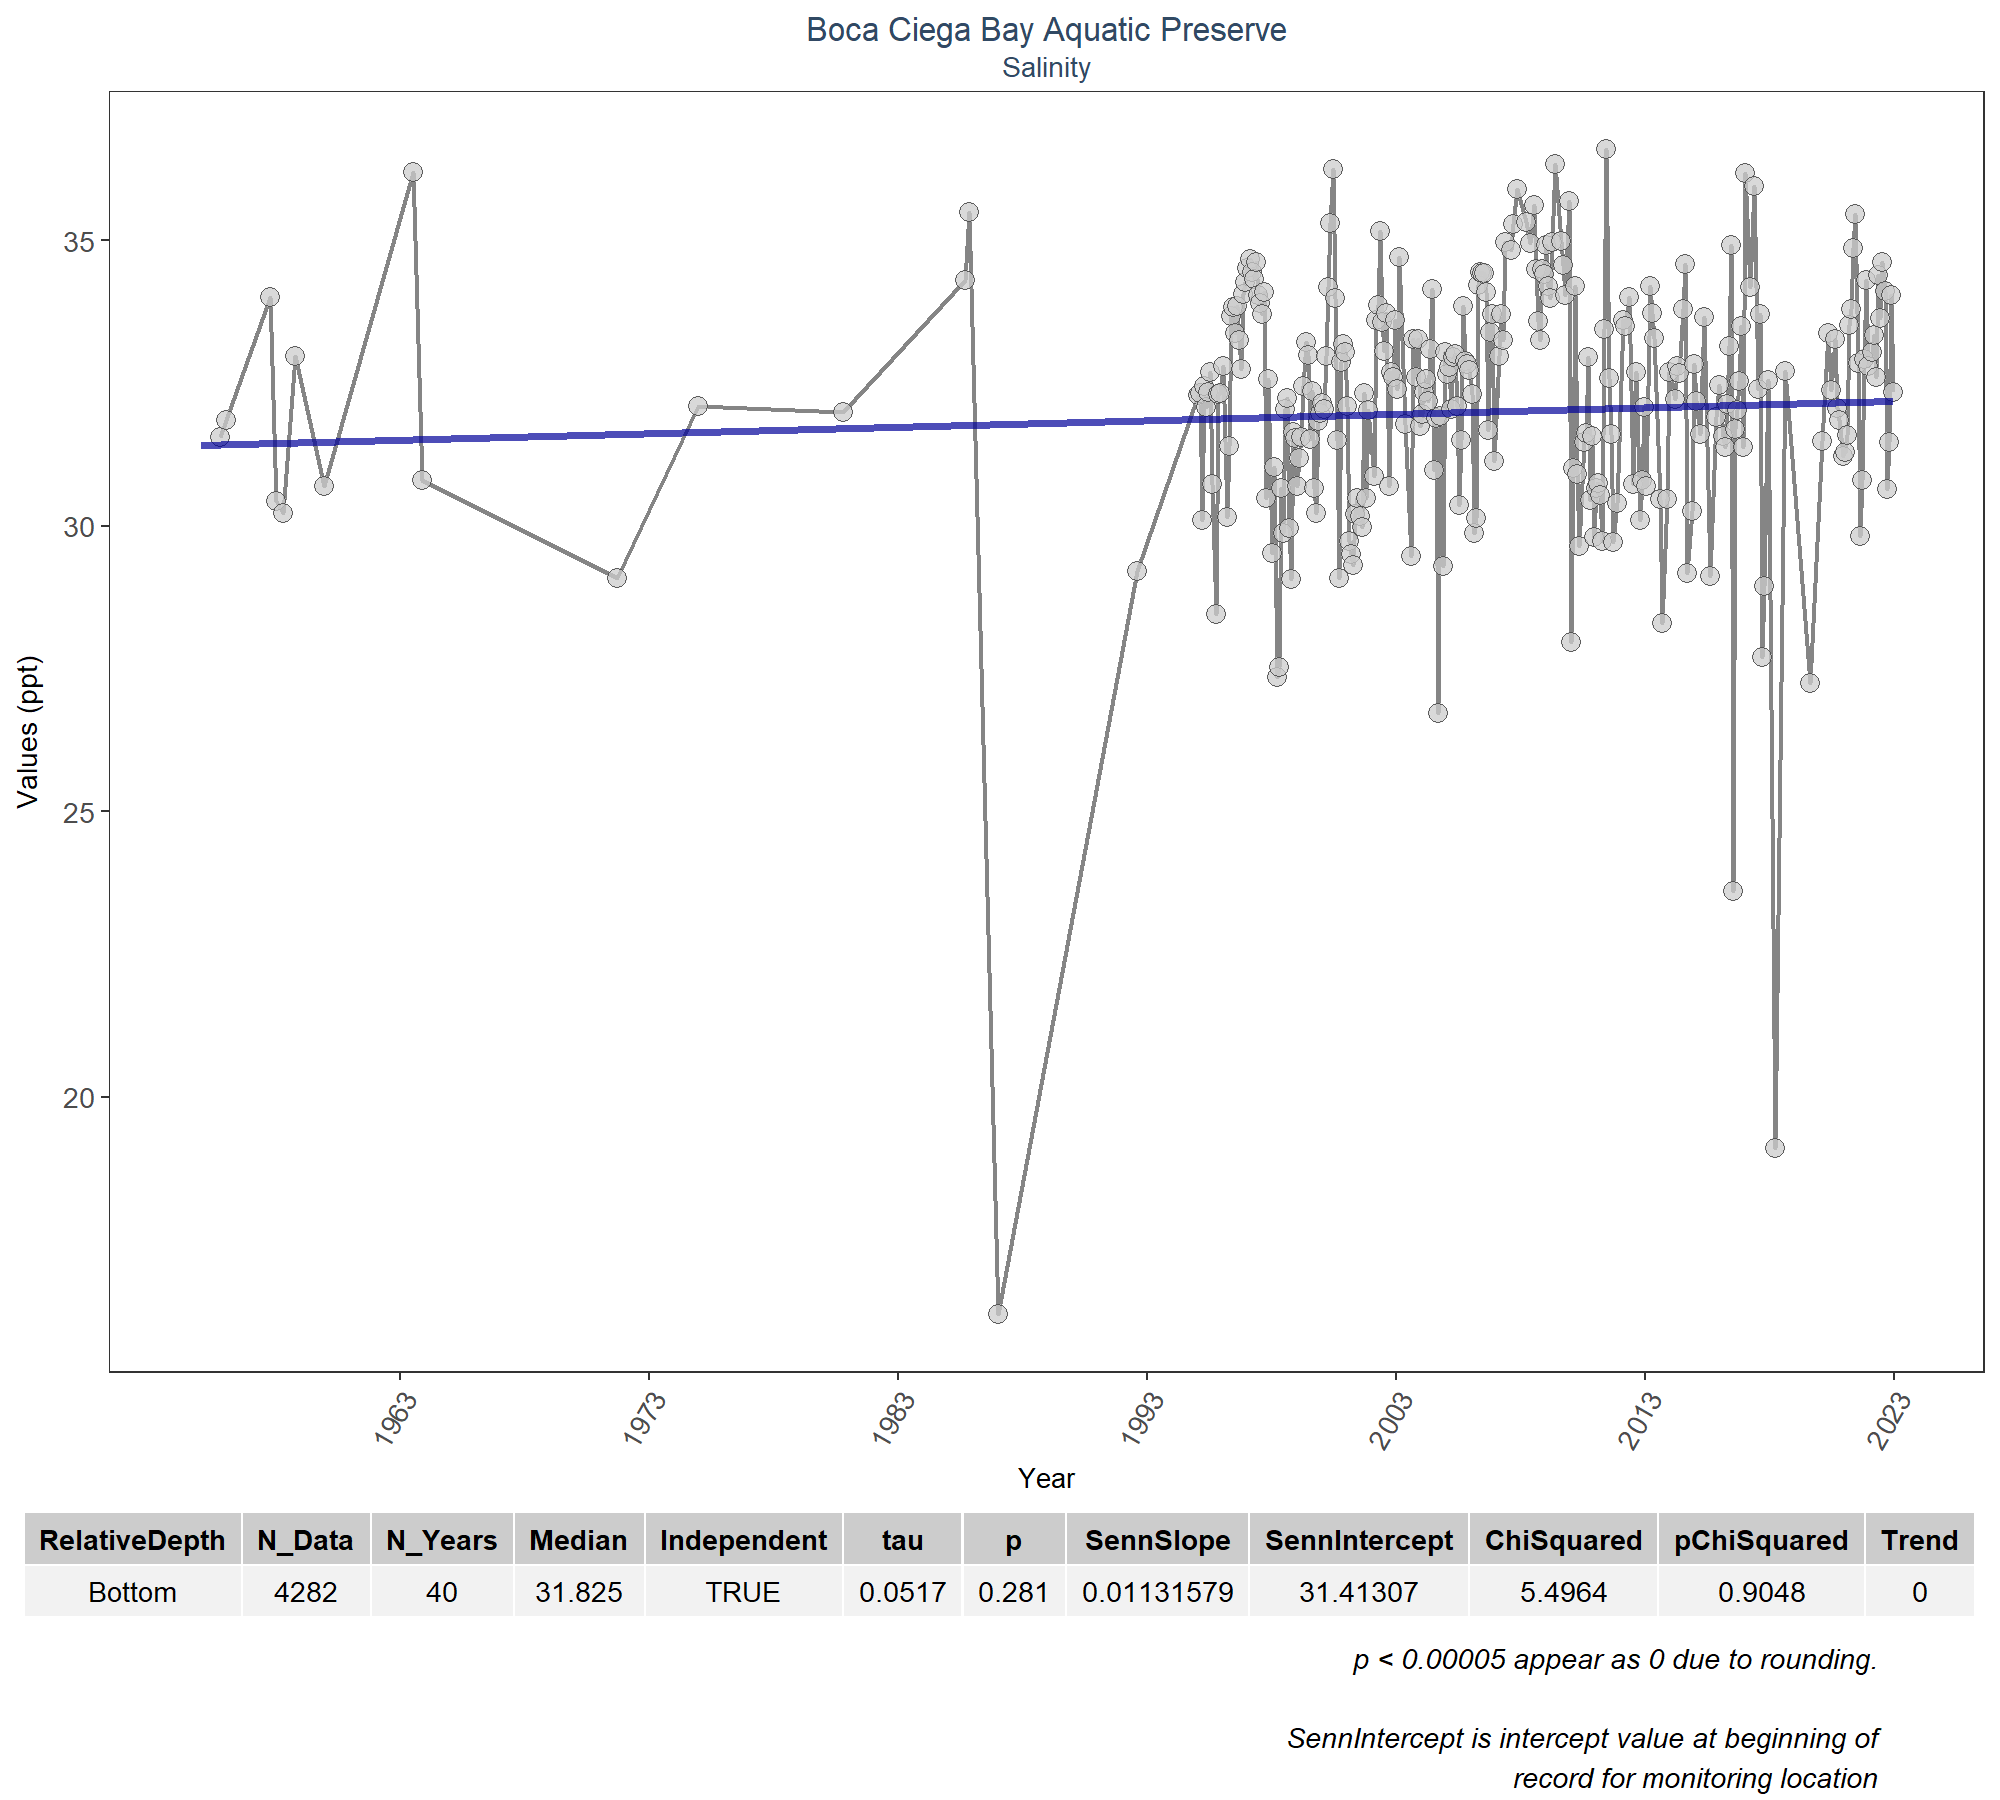 Boca Ciega Bay Aquatic Preserve
Salinity
35
30
25
20
Values (ppt)
1963
1973
1983
1993
2003
2013
2023
Year
RelativeDepth N_Data N_Years Median Independent tau p SennSlope SennIntercept ChiSquared pChiSquared Trend
Bottom 4282 40 31.825 TRUE 0.0517 0.281 0.01131579 31.41307 5.4964 0.9048 0
p < 0.00005 appear as 0 due to rounding.
SennIntercept is intercept value at beginning of
record for monitoring location